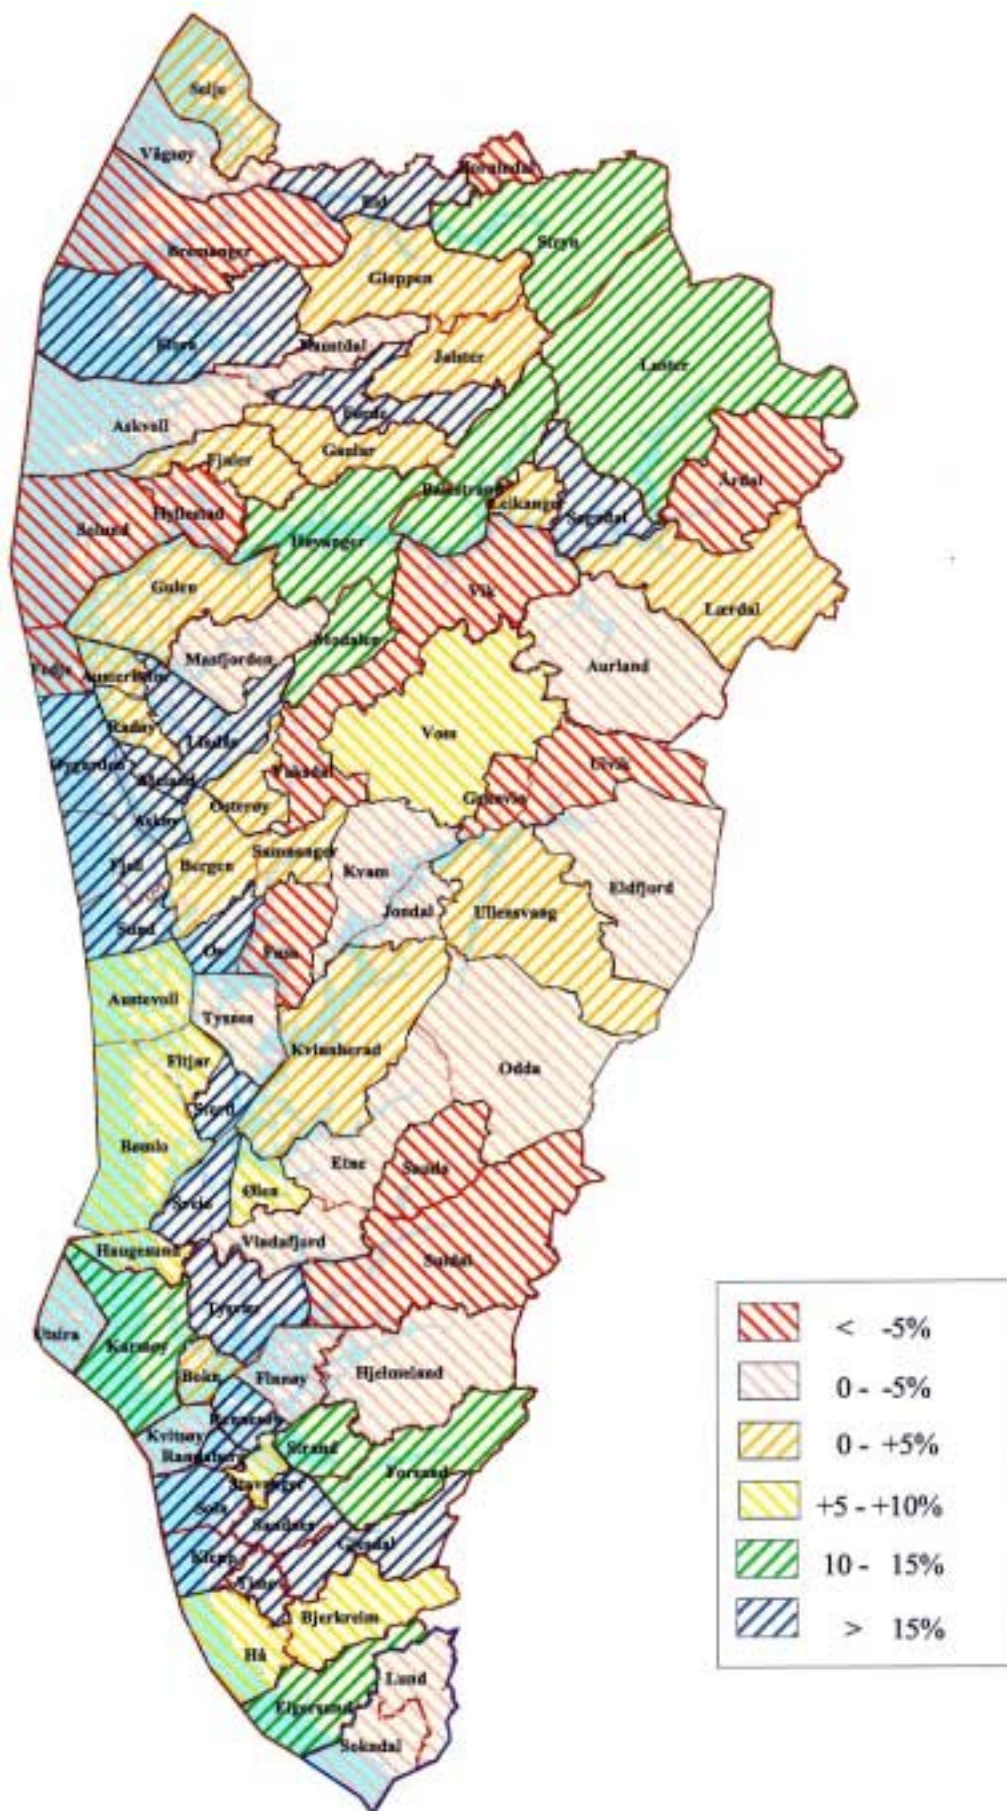 Selje
Vågsøy
Hornindal
Eid
Bremanger
Stryn
Gloppen
Flora
Naustdal
Jølster
Luster
Førde
Askvoll
Gaular
Fjaler
Årdal
Balestrand
Leikanger
Hyllestad
Sogndal
Solund
Høyanger
Gulen
Vik
Lærdal
Modalen
Masfjorden
Aurland
Fedje
Austrheim
Radøy
Voss
Lindås
Øygarden
Vaksdal
Ulvik
Meland
Granvin
Osterøy
Askøy
Samnanger
Fjell
Bergen
Kvam
Eidfjord
Jondal
Ullensvang
Sund
Os
Fusa
Austevoll
Tysnes
Kvinnherad
Fitjar
Odda
Stord
Bømlo
Etne
Sauda
Ølen
Sveio
Vindafjord
Haugesund
Suldal
Tysvær
Utsira
Karmøy
Bokn
Finnøy
Hjelmeland
Rennesøy
Kvitsøy
Strand
Randaberg
Forsand
Stavanger
Sola
Sandnes
Gjesdal
Klepp
Time
Bjerkreim
Hå
Lund
Eigersund
Sokndal
< -5%
0 - -5%
0 - +5%
+5 - +10%
10 - 15%
> 15%